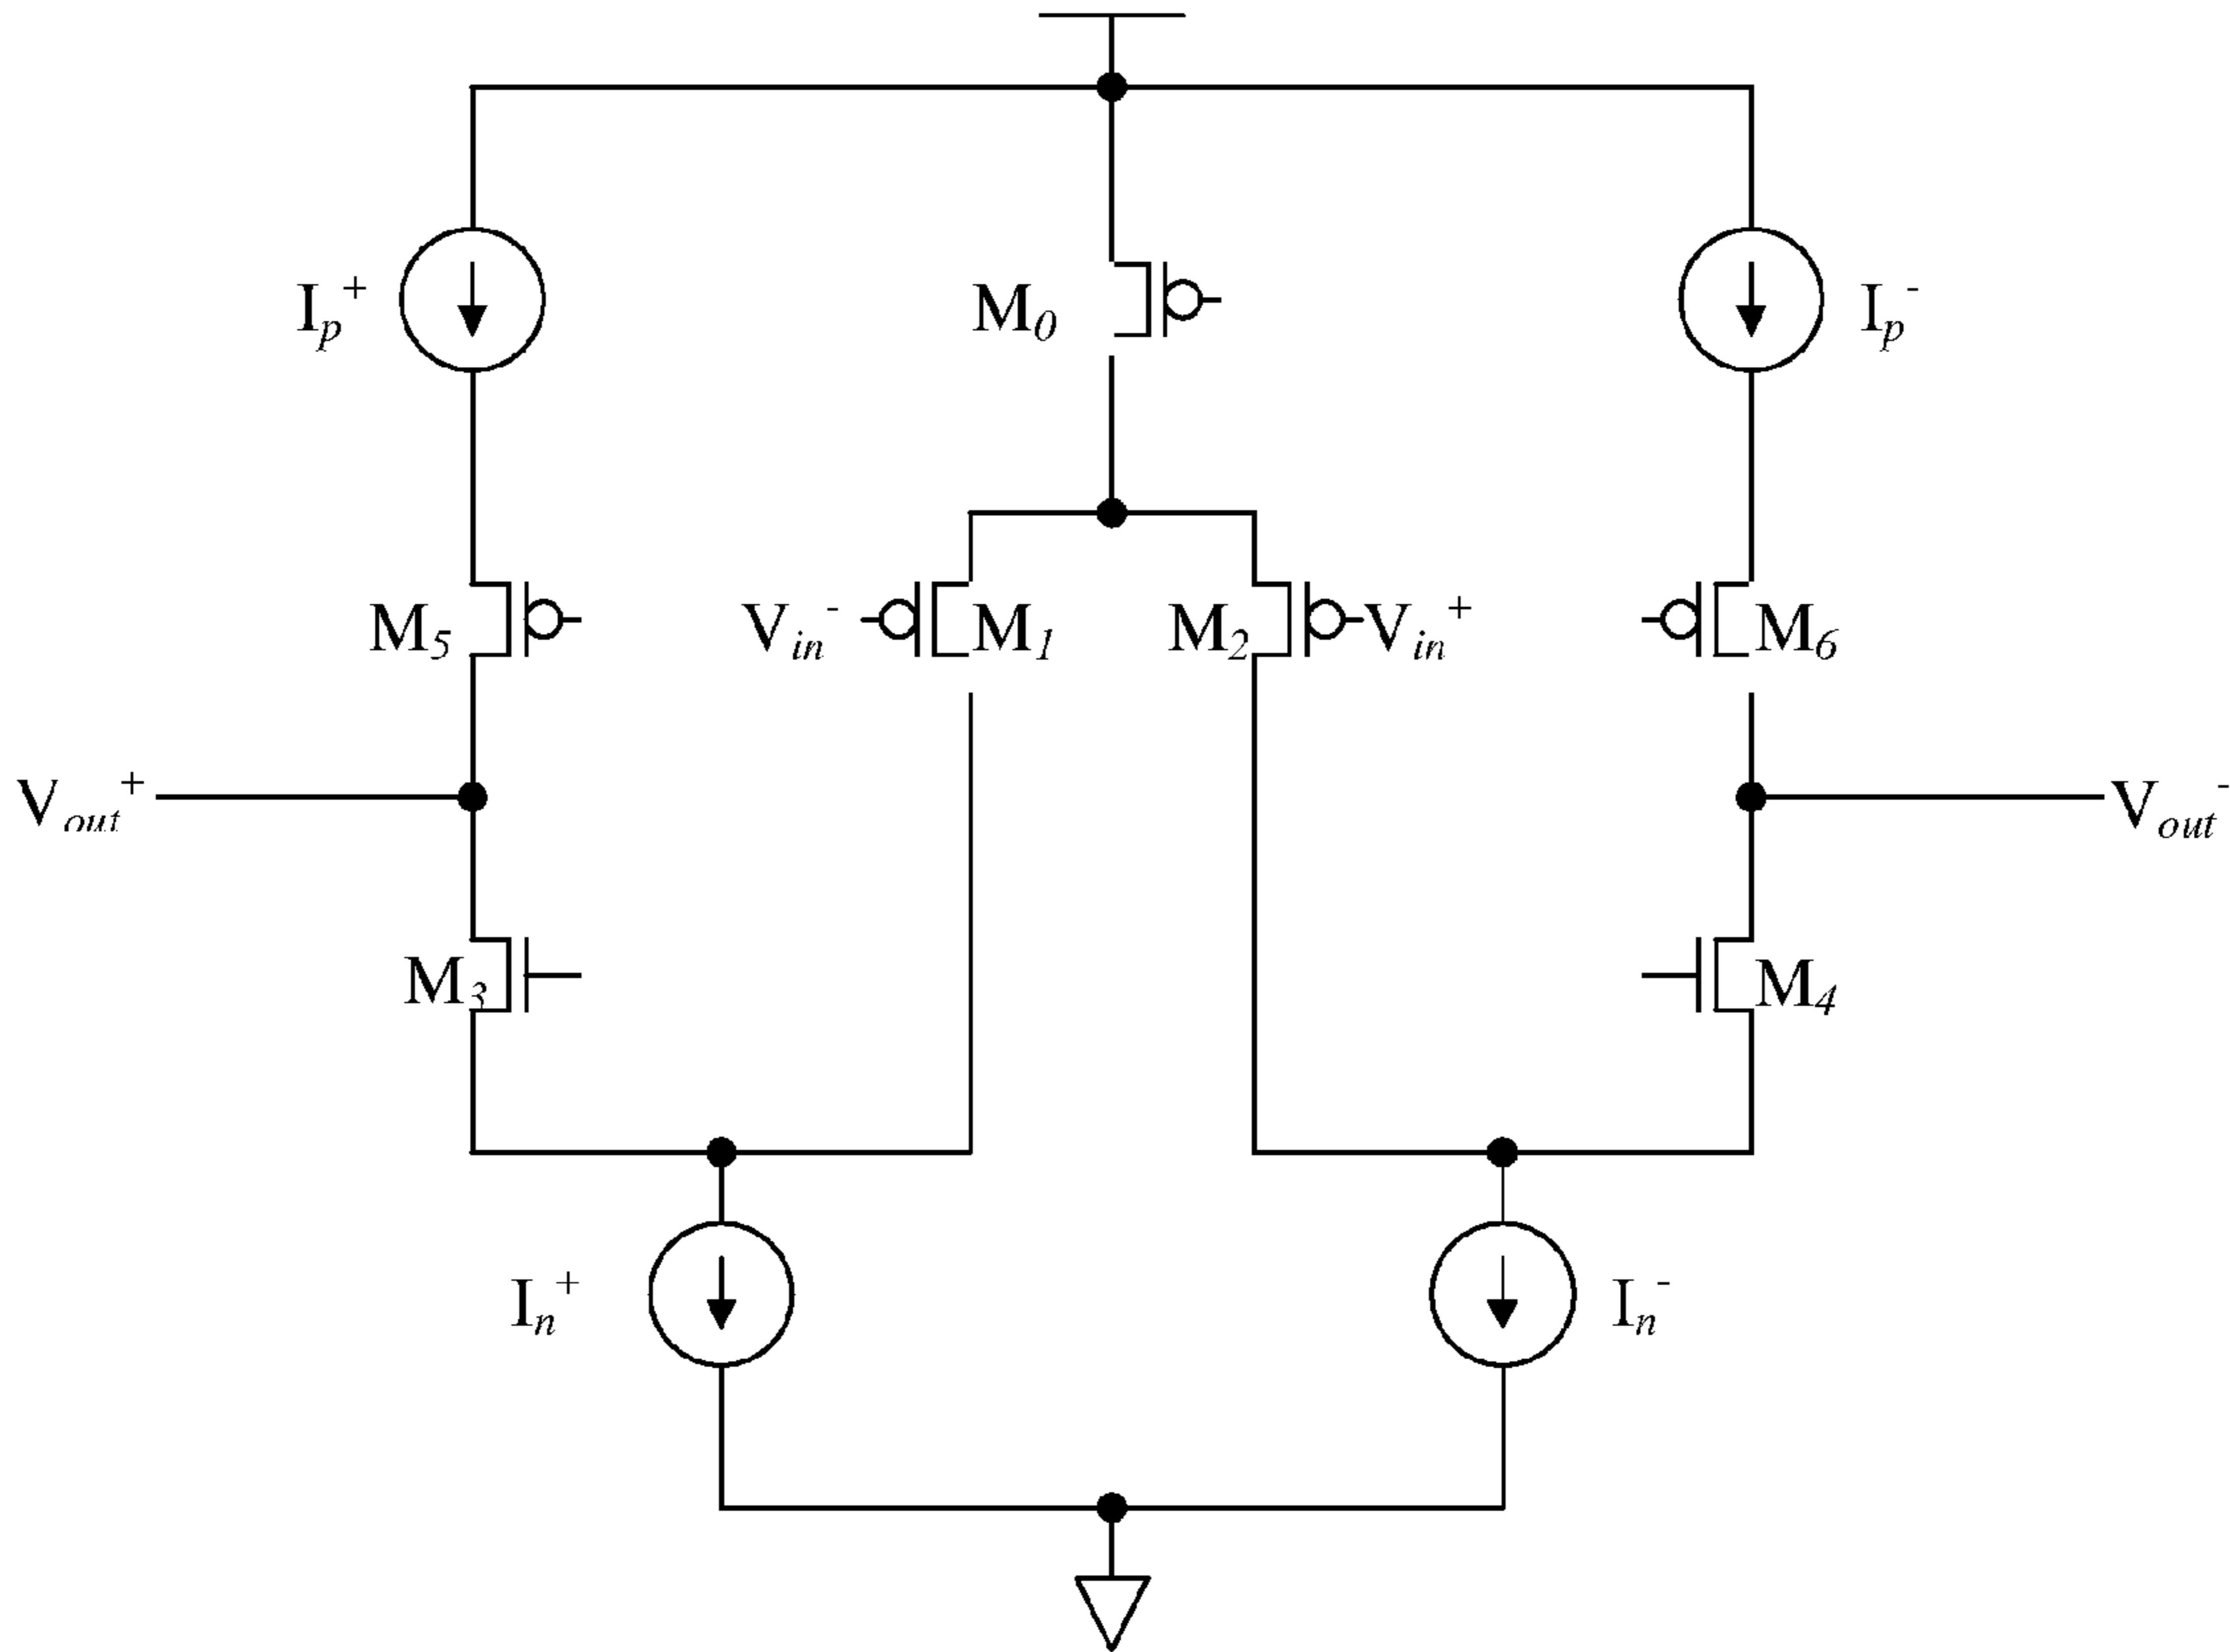 Ip+
M0
Ip-
M5
Vin-
M1
M2
Vin+
M6
Vout+
Vout-
M3
M4
In+
In-